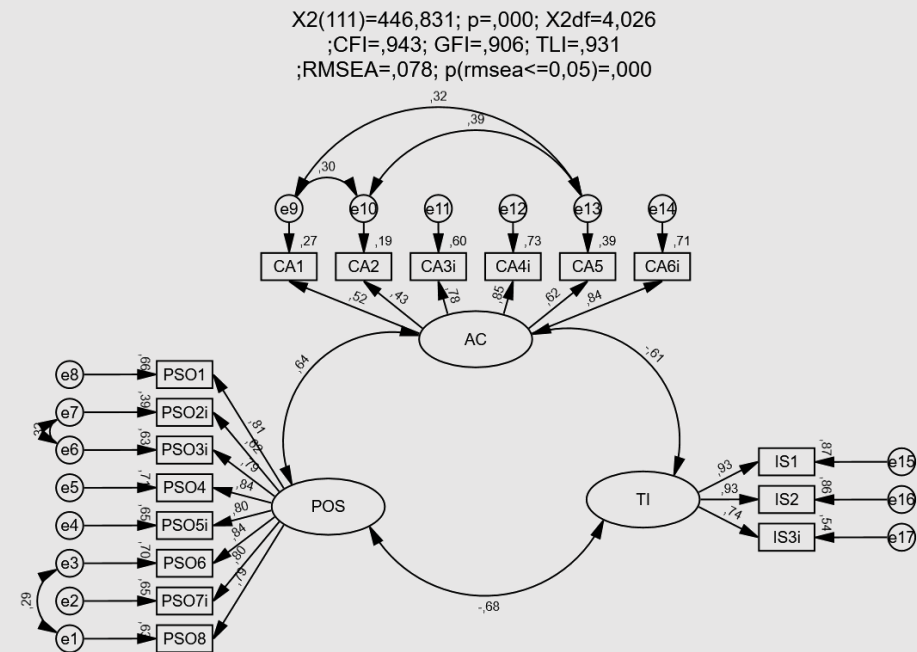 X2(111)=446,831; p=,000; X2df=4,026
;CFI=,943; GFI=,906; TLI=,931
;RMSEA=,078; p(rmsea<=0,05)=,000
,32
,39
,30
e9 e10 e11 e12 e13 e14
,27 ,19 ,60 ,73 ,39 ,71
CA1 CA2 CA3i CA4i CA5 CA6i
,52 ,43 ,78 ,85 ,62 ,84
AC
,64 -,61
e8 ,66 PSO1 ,81
e7 ,39 PSO2i ,62
,32
e6 ,63 PSO3i ,79
e5 PSO4 ,84
e4 ,65 PSO5i ,80
e3 ,70 PSO6 ,84
e2 ,65 PSO7i ,80
,29
e1 PSO8 ,79
POS
TI
,93 IS1 ,87 e15
,93 IS2 ,86 e16
,74 IS3i ,54 e17
-,68